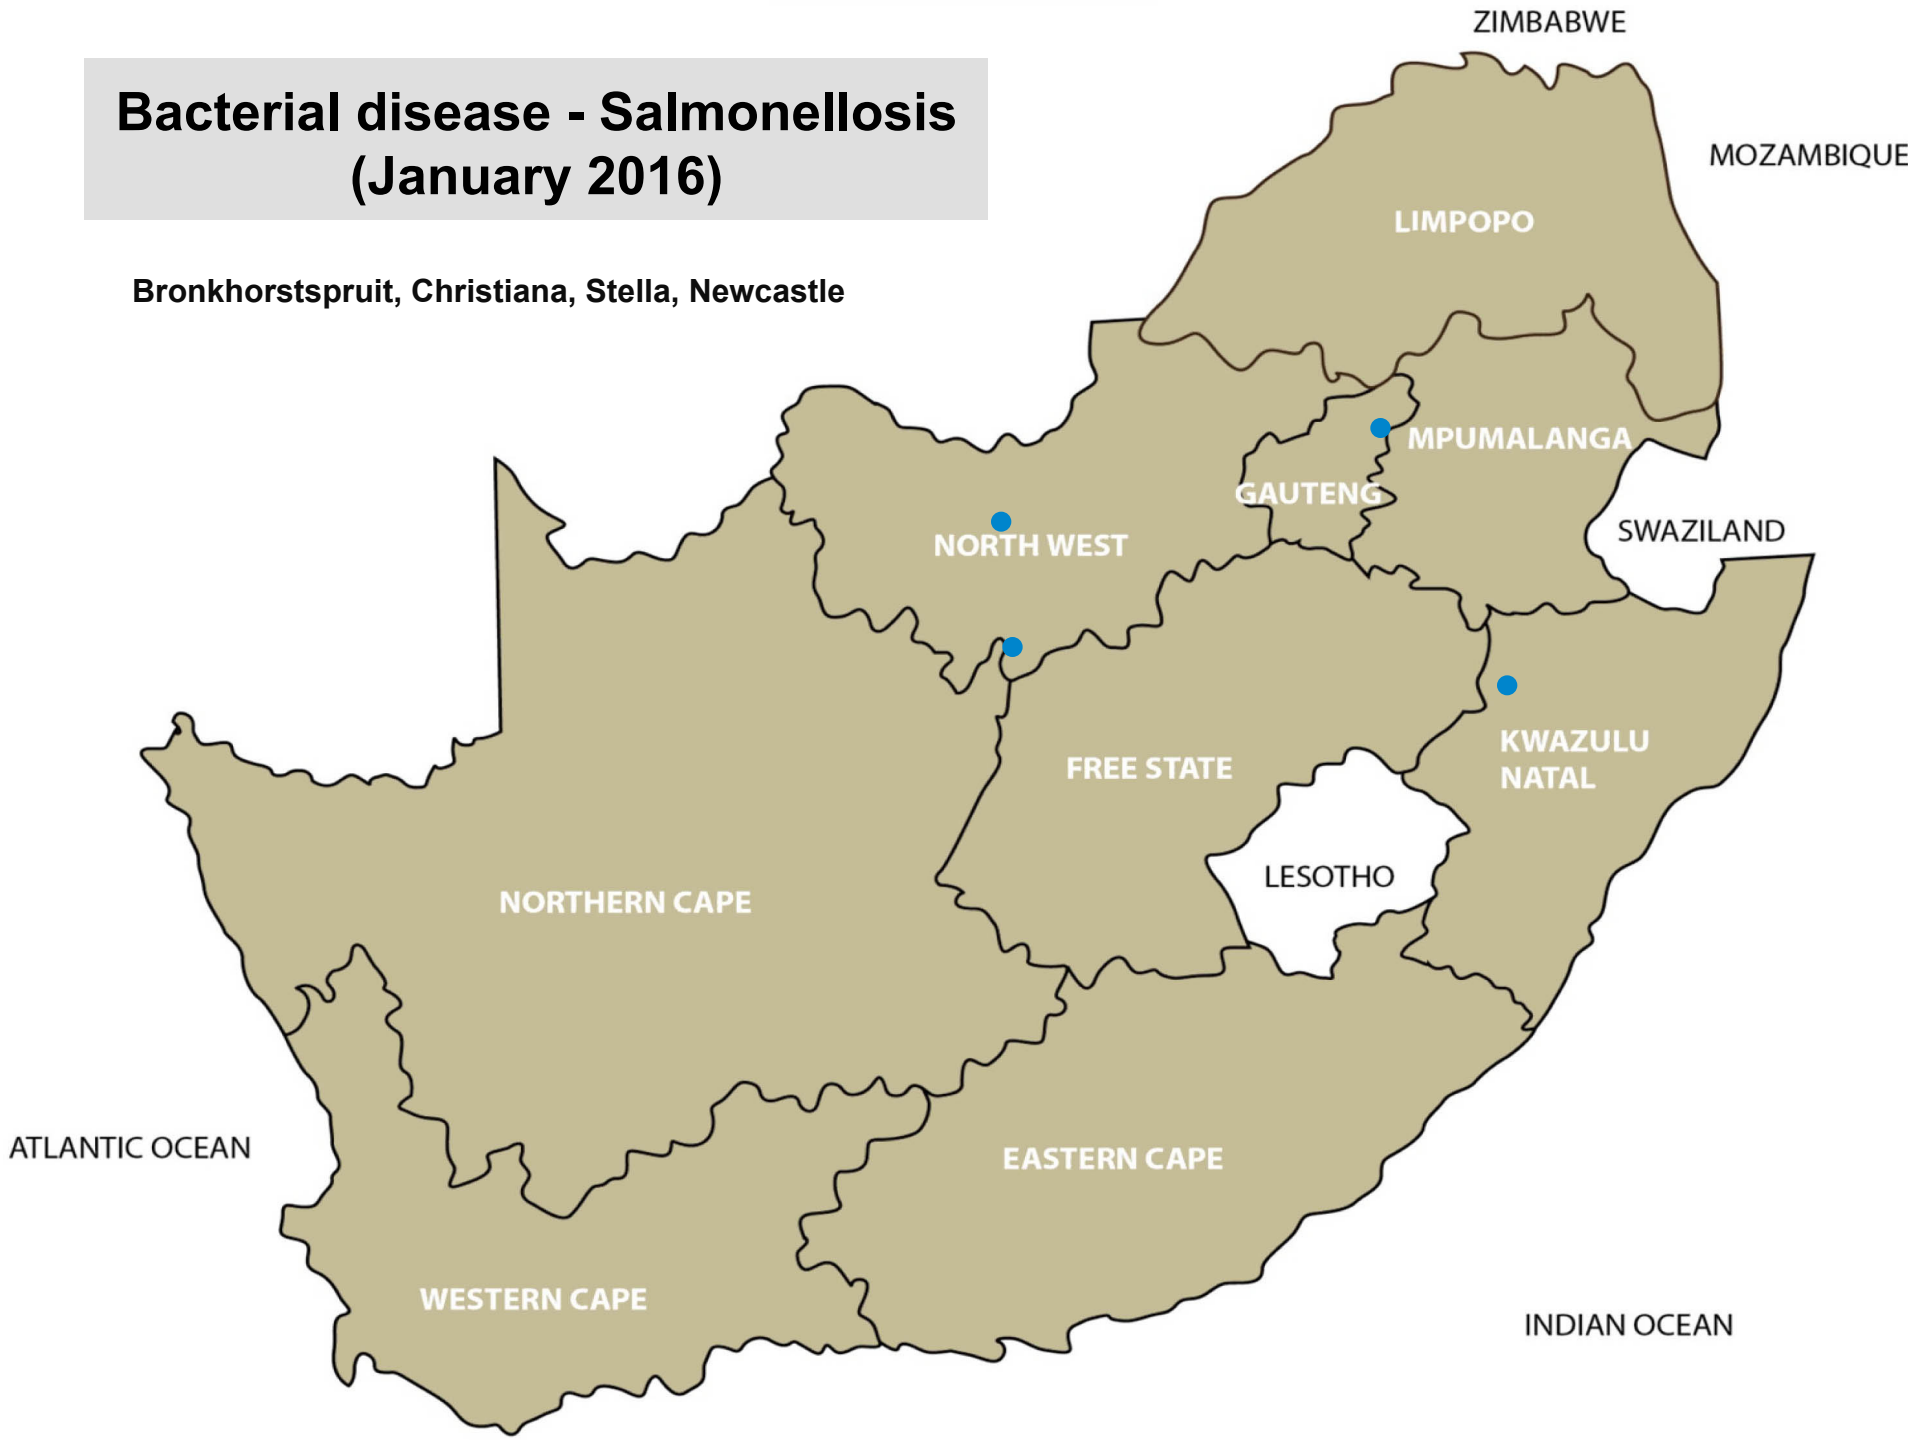 ZIMBABWE
Bacterial disease - Salmonellosis
(January 2016)
MOZAMBIQUE
LIMPOPO
Bronkhorstspruit, Christiana, Stella, Newcastle
MPUMALANGA
GAUTENG
SWAZILAND
NORTH WEST
KWAZULU
NATAL
FREE STATE
LESOTHO
NORTHERN CAPE
ATLANTIC OCEAN
EASTERN CAPE
WESTERN CAPE
INDIAN OCEAN